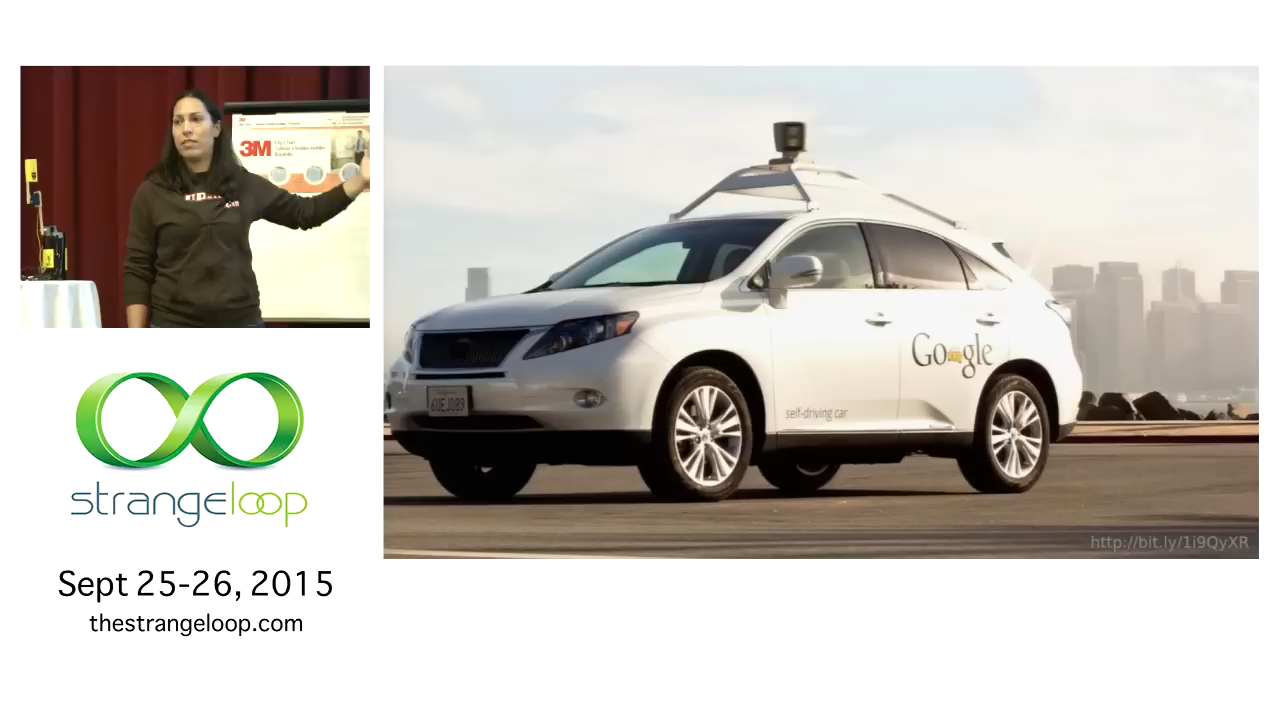 3M
strangeloop
Sept 25-26, 2015
thestrangeloop.com
Google
self-driving car
http://bit.ly/1i9QyXR